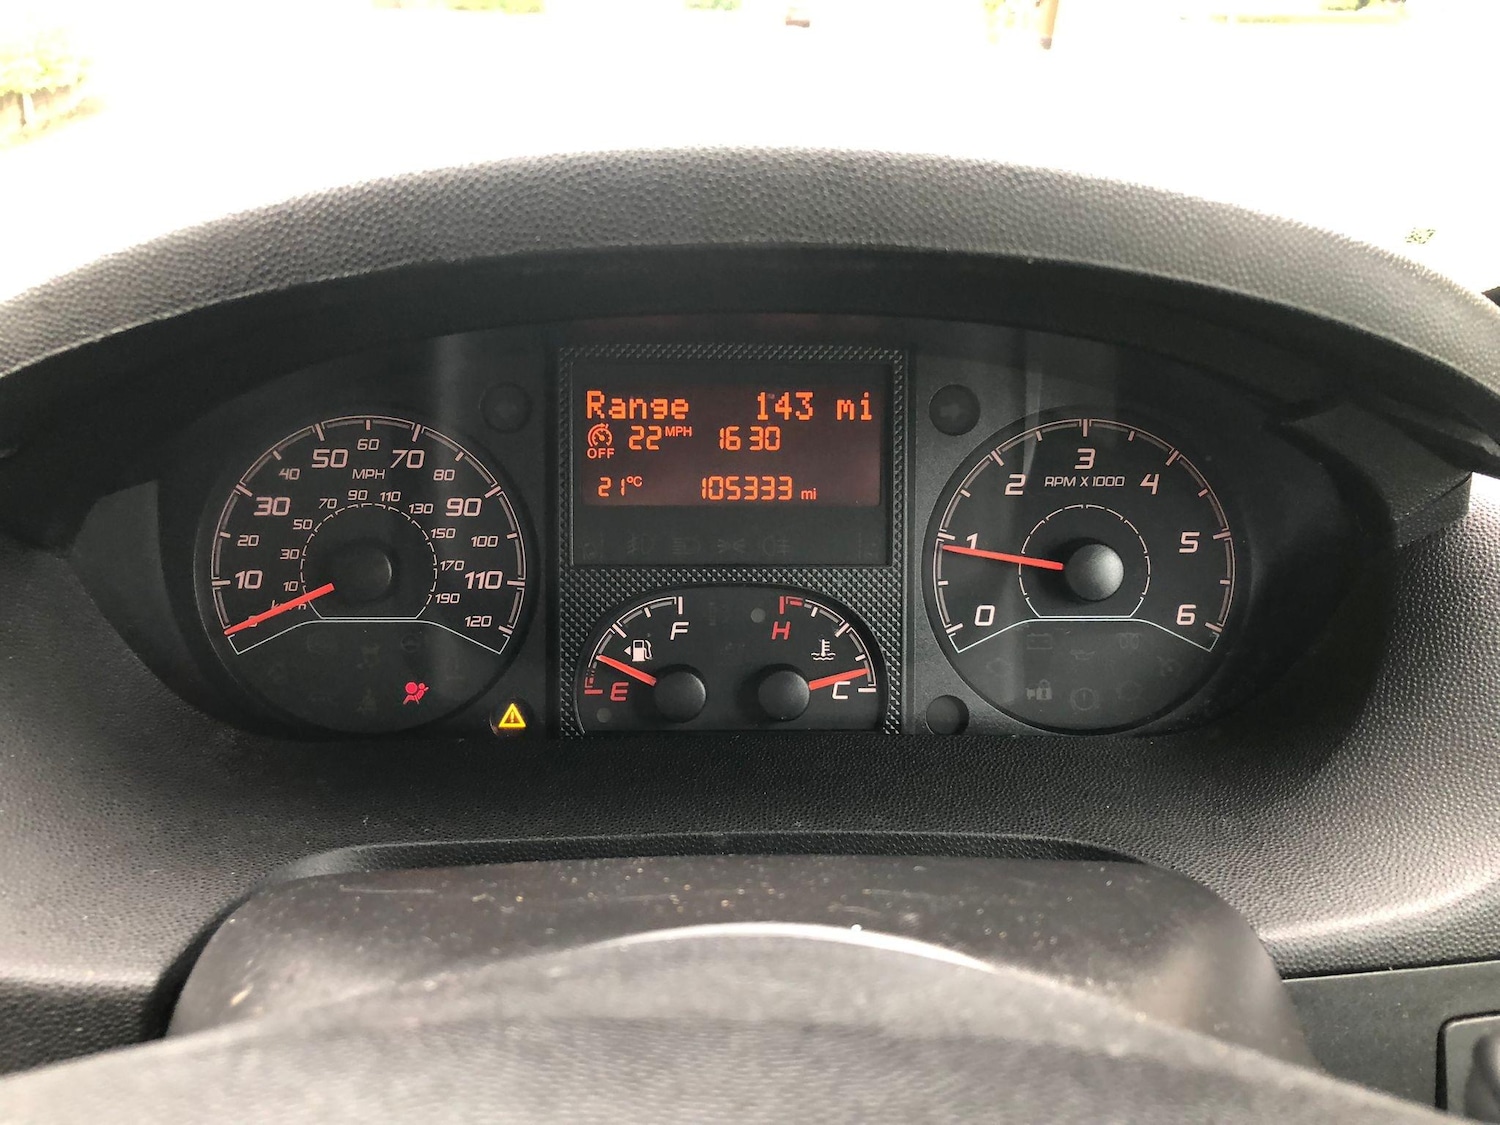 Range 143 mi
OFF 22 MPH 16 30
21°C 105333 mi
10 20 30 40 50 60 70 80 90 100 110 120
MPH
10 30 50 70 90 110 130 150 170 190
km/h
0 1 2 3 4 5 6
RPM X 1000
E F
H C